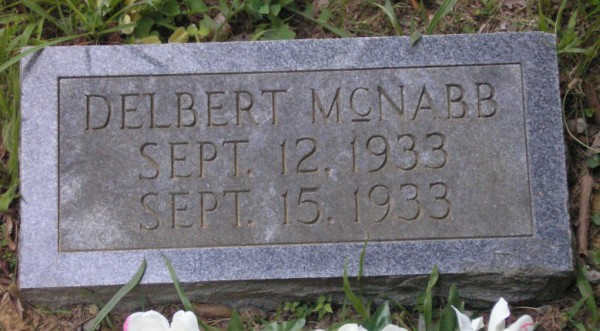 DELBERT McNABB
SEPT. 12, 1933
SEPT. 15, 1933